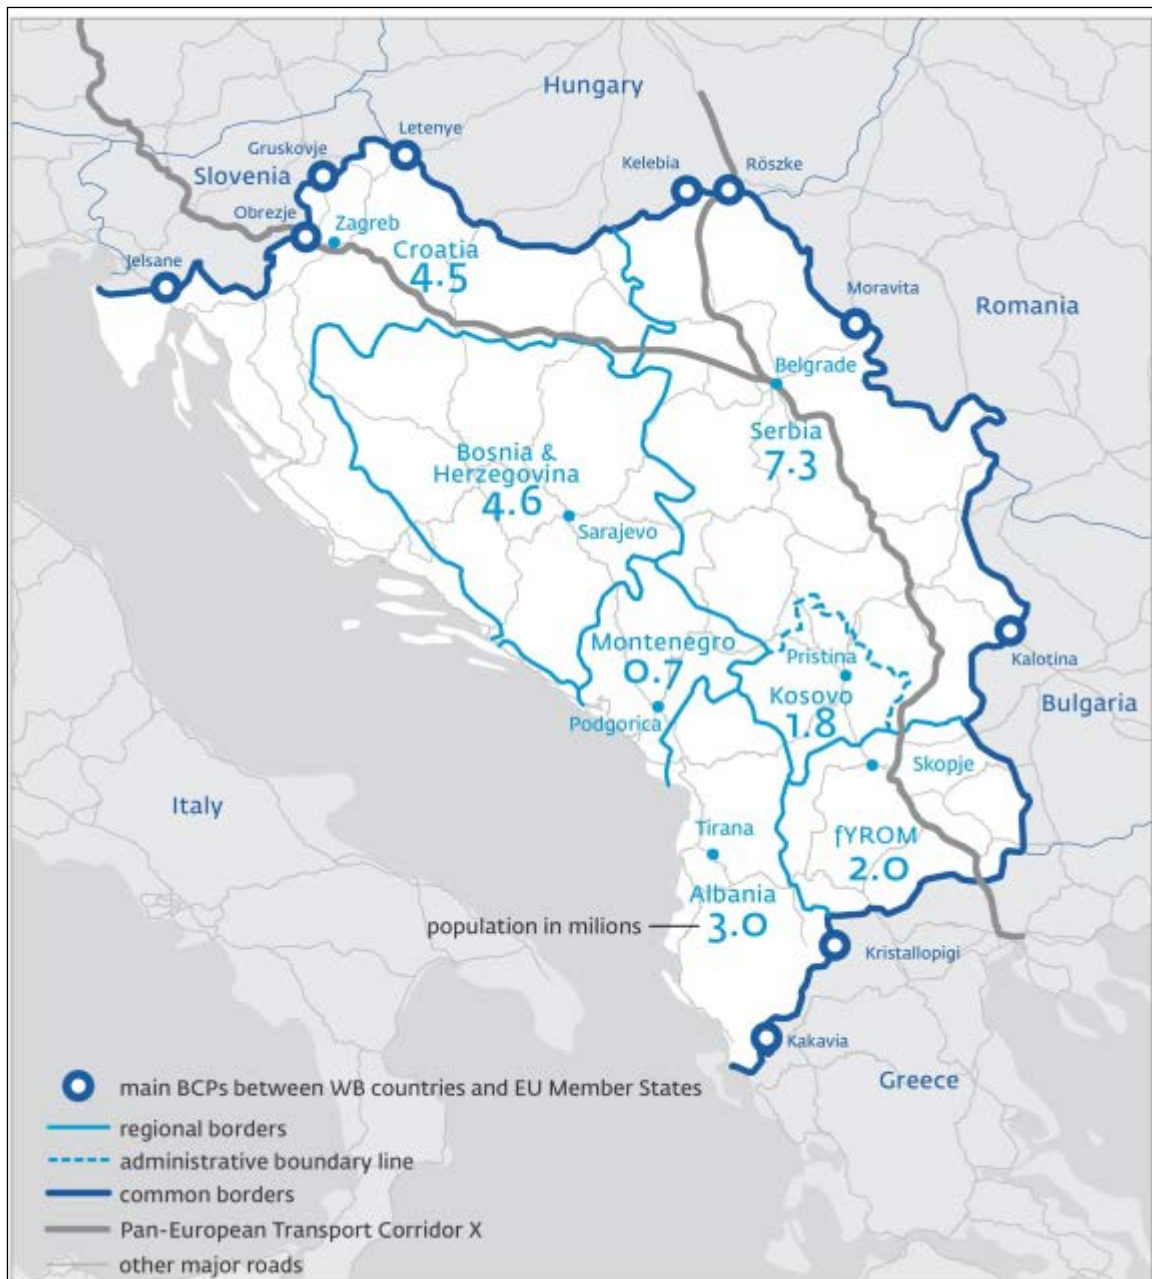 Hungary
Letenye
Gruskovje
Slovenia
Kelebia
Röszke
Obrezje
Zagreb
Croatia
4.5
Jelsane
Moravita
Romania
Belgrade
Serbia
7.3
Bosnia &
Herzegovina
4.6
Sarajevo
Montenegro
0.7
Pristina
Kalotina
Kosovo
1.8
Bulgaria
Podgorica
Skopje
Italy
Tirana
fYROM
2.0
Albania
3.0
population in milions
Kristallopigi
Kakavia
Greece
main BCPs between WB countries and EU Member States
regional borders
administrative boundary line
common borders
Pan-European Transport Corridor X
other major roads